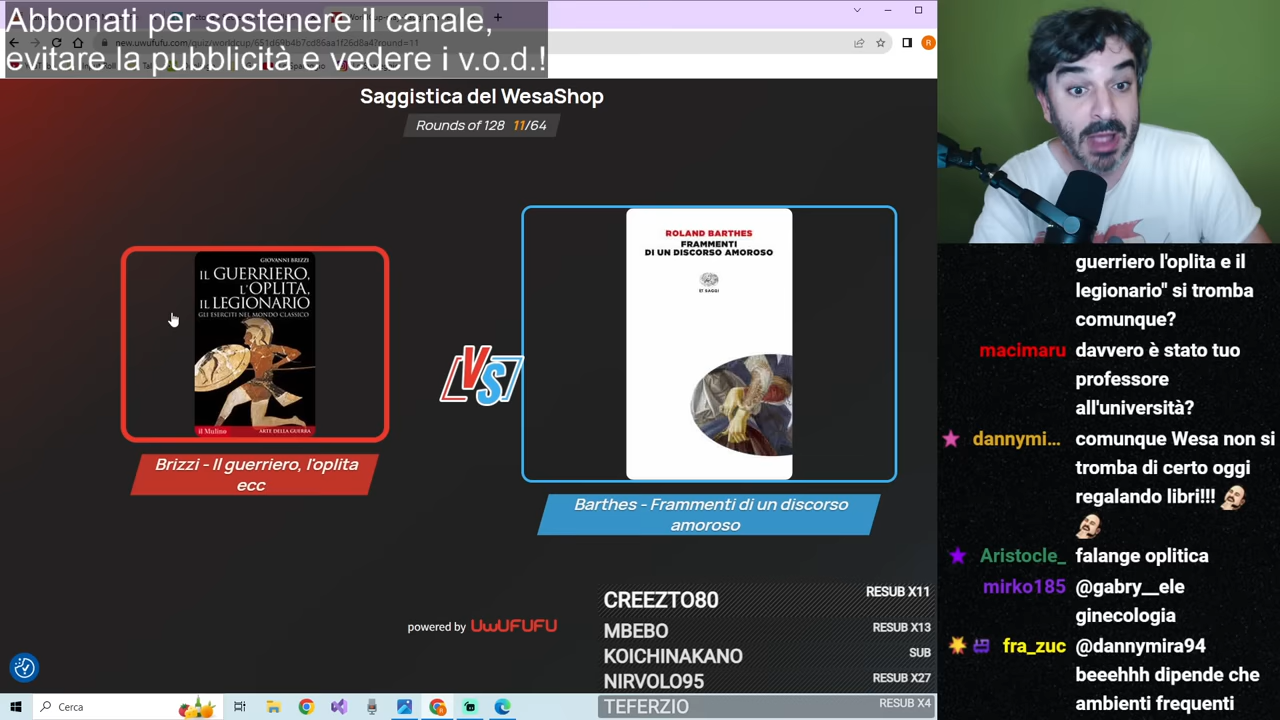 Abbonati per sostenere il canale,
evitare la pubblicità e vedere i v.o.d.!
Saggistica del WesaShop
Rounds of 128 11/64
GIOVANNI BRIZZI
IL GUERRIERO,
L'OPLITA,
IL LEGIONARIO
GLI ESERCITI NEL MONDO CLASSICO
il Mulino
ARTE DELLA GUERRA
Brizzi - Il guerriero, l'oplita
ecc
VS
ROLAND BARTHES
FRAMMENTI
DI UN DISCORSO AMOROSO
ET SAGGI
Barthes - Frammenti di un discorso
amoroso
powered by UWUFUFU
CREEZTO80 RESUB X11
MBEBO RESUB X13
KOICHINAKANO SUB
NIRVOLO95 RESUB X27
TEFERZIO RESUB X4
Cerca
guerriero l'oplita e il
legionario" si tromba
comunque?
macimaru davvero è stato tuo
professore
all'università?
dannymi... comunque Wesa non si
tromba di certo oggi
regalando libri!!!
Aristocle_ falange oplitica
mirko185 @gabry__ele
ginecologia
fra_zuc @dannymira94
beeehhh dipende che
ambienti frequenti